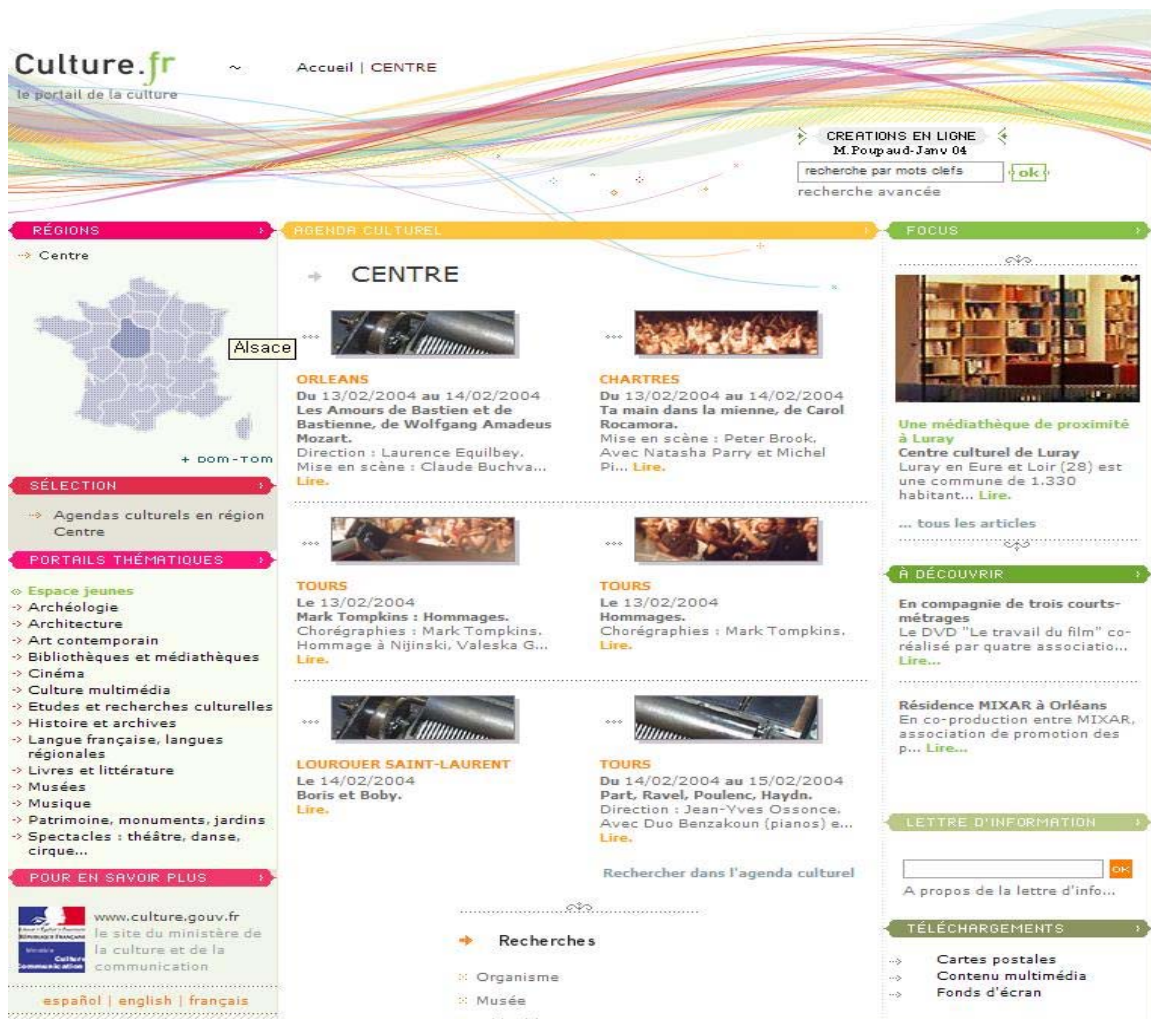 Culture.fr
le portail de la culture
~ Accueil | CENTRE
CREATIONS EN LIGNE
M.Poupaud-Janv 04
recherche par mots clefs
ok
recherche avancée
RÉGIONS
Centre
Alsace
+ DOM-TOM
SÉLECTION
Agendas culturels en région
Centre
PORTAILS THÉMATIQUES
Espace jeunes
Archéologie
Architecture
Art contemporain
Bibliothèques et médiathèques
Cinéma
Culture multimédia
Etudes et recherches culturelles
Histoire et archives
Langue française, langues
régionales
Livres et littérature
Musées
Musique
Patrimoine, monuments, jardins
Spectacles : théâtre, danse,
cirque...
POUR EN SAVOIR PLUS
Culture
Communication
www.culture.gouv.fr
le site du ministère de
la culture et de la
communication
español | english | français
AGENDA CULTUREL
CENTRE
ORLEANS
Du 13/02/2004 au 14/02/2004
Les Amours de Bastien et de
Bastienne, de Wolfgang Amadeus
Mozart.
Direction : Laurence Equilbey.
Mise en scène : Claude Buchva...
Lire.
CHARTRES
Du 13/02/2004 au 14/02/2004
Ta main dans la mienne, de Carol
Rocamora.
Mise en scène : Peter Brook.
Avec Natasha Parry et Michel
Pi... Lire.
TOURS
Le 13/02/2004
Mark Tompkins : Hommages.
Chorégraphies : Mark Tompkins.
Hommage à Nijinski, Valeska G...
Lire.
TOURS
Le 13/02/2004
Hommages.
Chorégraphies : Mark Tompkins.
Lire.
LOUROUER SAINT-LAURENT
Le 14/02/2004
Boris et Boby.
Lire.
TOURS
Du 14/02/2004 au 15/02/2004
Part, Ravel, Poulenc, Haydn.
Direction : Jean-Yves Ossonce.
Avec Duo Benzakoun (pianos) e...
Lire.
Rechercher dans l'agenda culturel
Recherches
Organisme
Musée
FOCUS
Une médiathèque de proximité
à Luray
Centre culturel de Luray
Luray en Eure et Loir (28) est
une commune de 1.330
habitant... Lire.
... tous les articles
À DÉCOUVRIR
En compagnie de trois courts-
métrages
Le DVD "Le travail du film" co-
réalisé par quatre associatio...
Lire...
Résidence MIXAR à Orléans
En co-production entre MIXAR,
association de promotion des
p... Lire...
LETTRE D'INFORMATION
OK
A propos de la lettre d'info...
TÉLÉCHARGEMENTS
Cartes postales
Contenu multimédia
Fonds d'écran